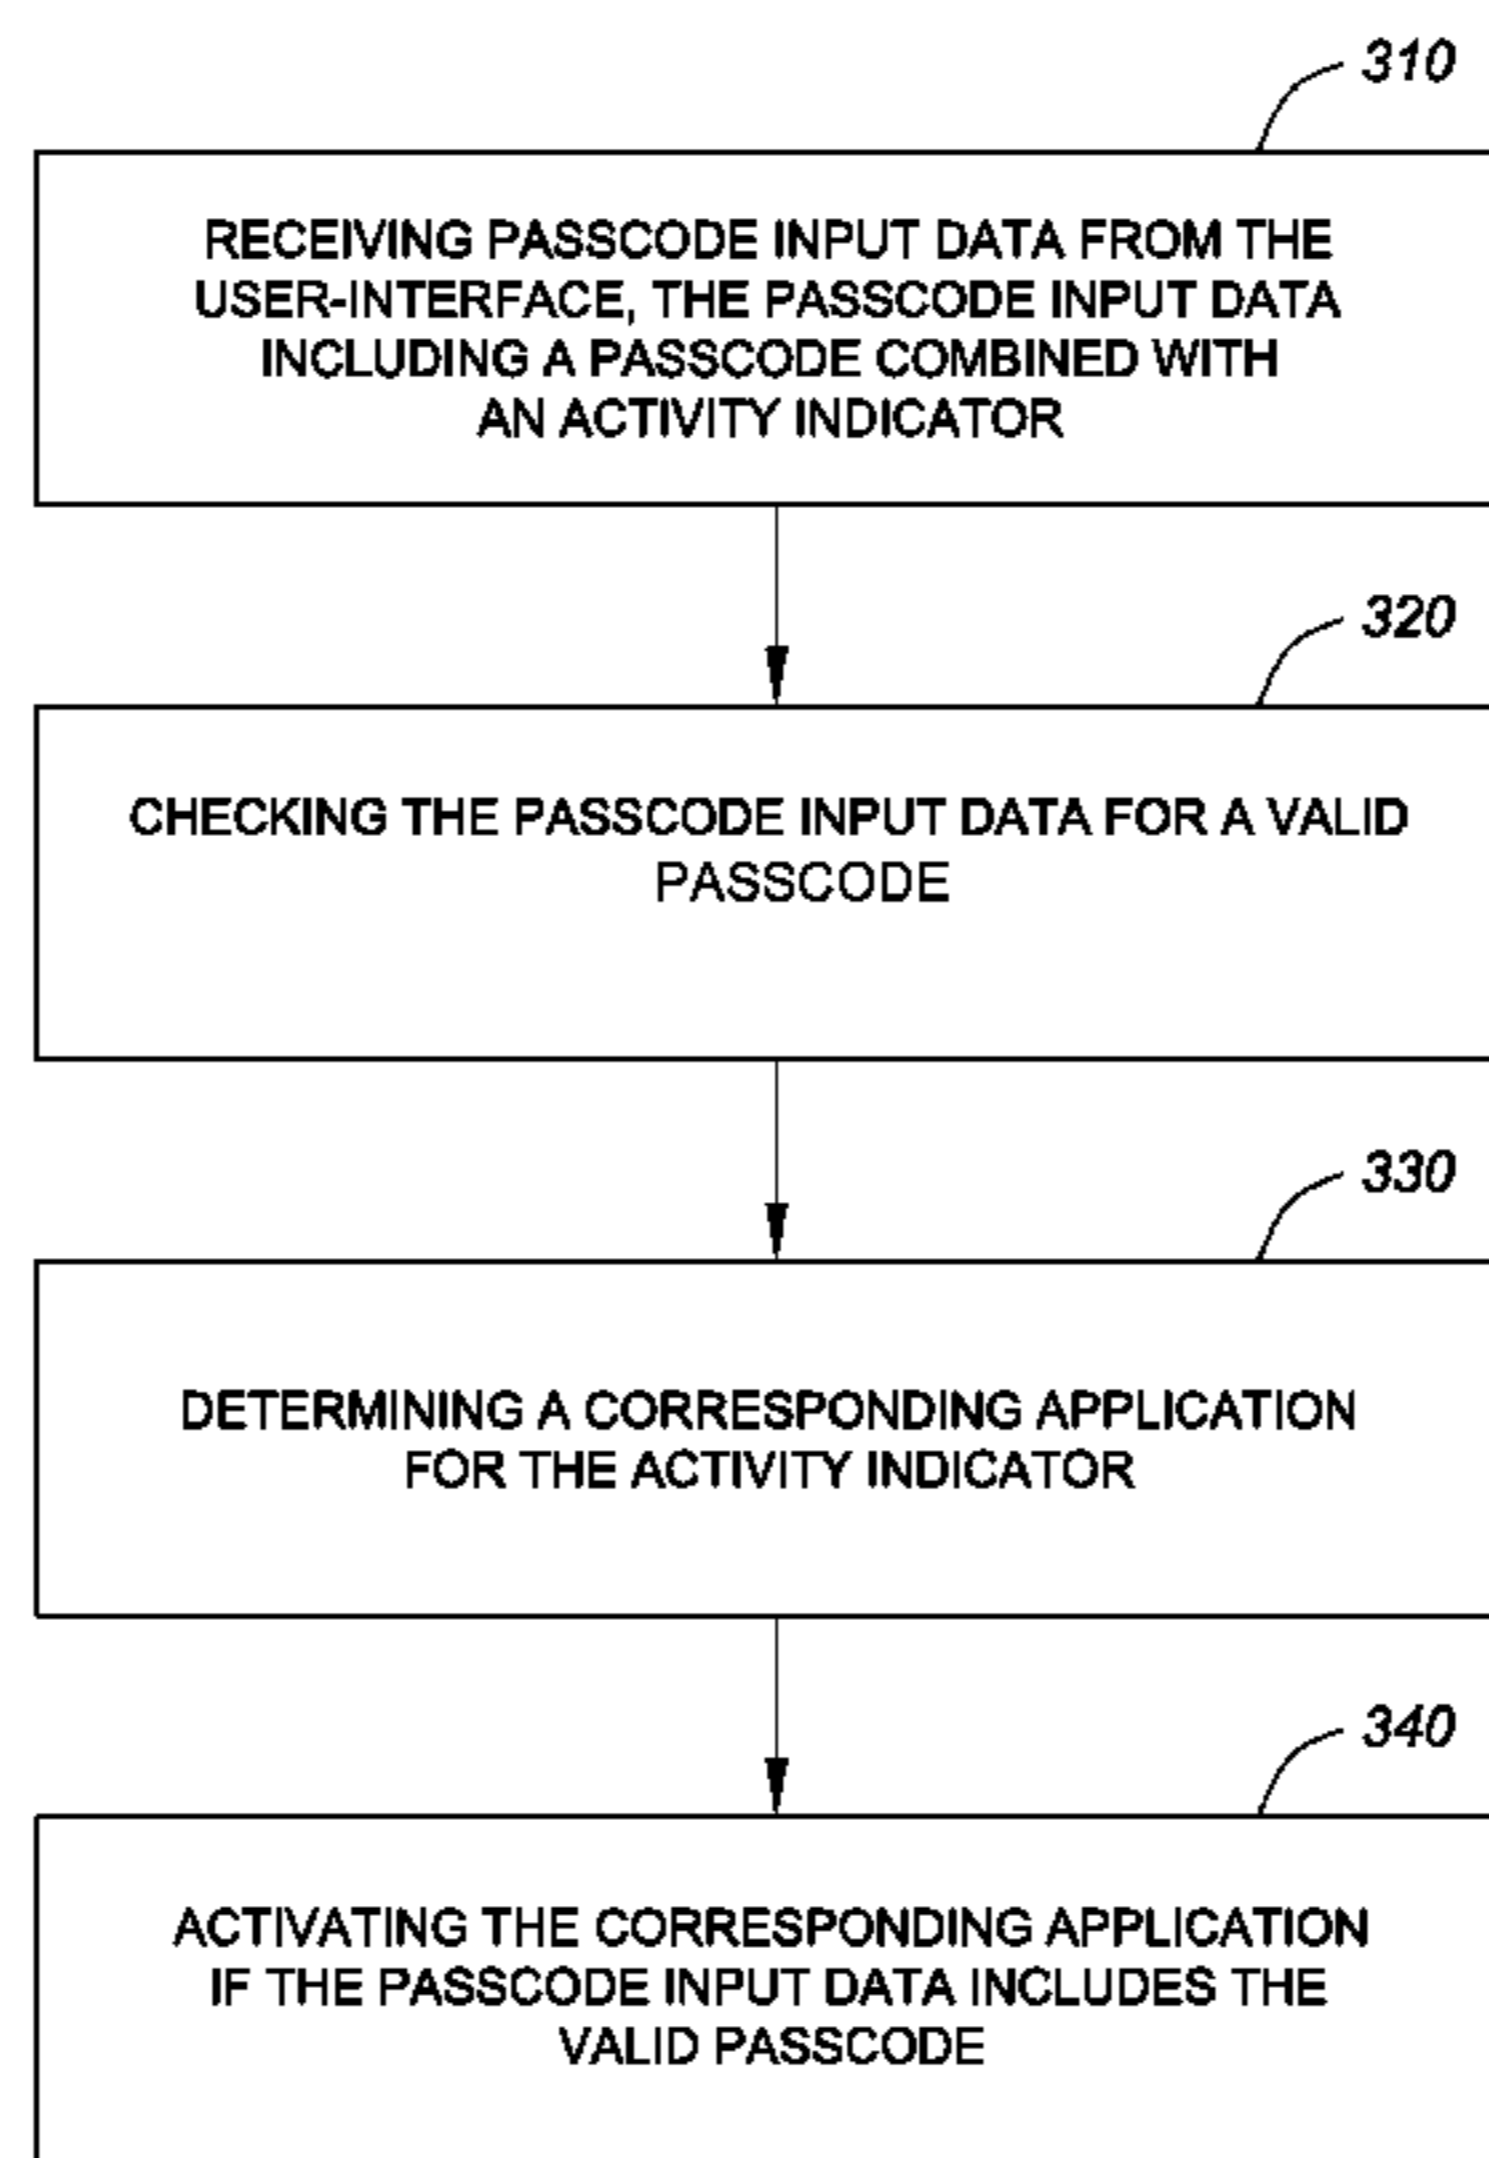 310
RECEIVING PASSCODE INPUT DATA FROM THE
USER-INTERFACE, THE PASSCODE INPUT DATA
INCLUDING A PASSCODE COMBINED WITH
AN ACTIVITY INDICATOR
320
CHECKING THE PASSCODE INPUT DATA FOR A VALID
PASSCODE
330
DETERMINING A CORRESPONDING APPLICATION
FOR THE ACTIVITY INDICATOR
340
ACTIVATING THE CORRESPONDING APPLICATION
IF THE PASSCODE INPUT DATA INCLUDES THE
VALID PASSCODE